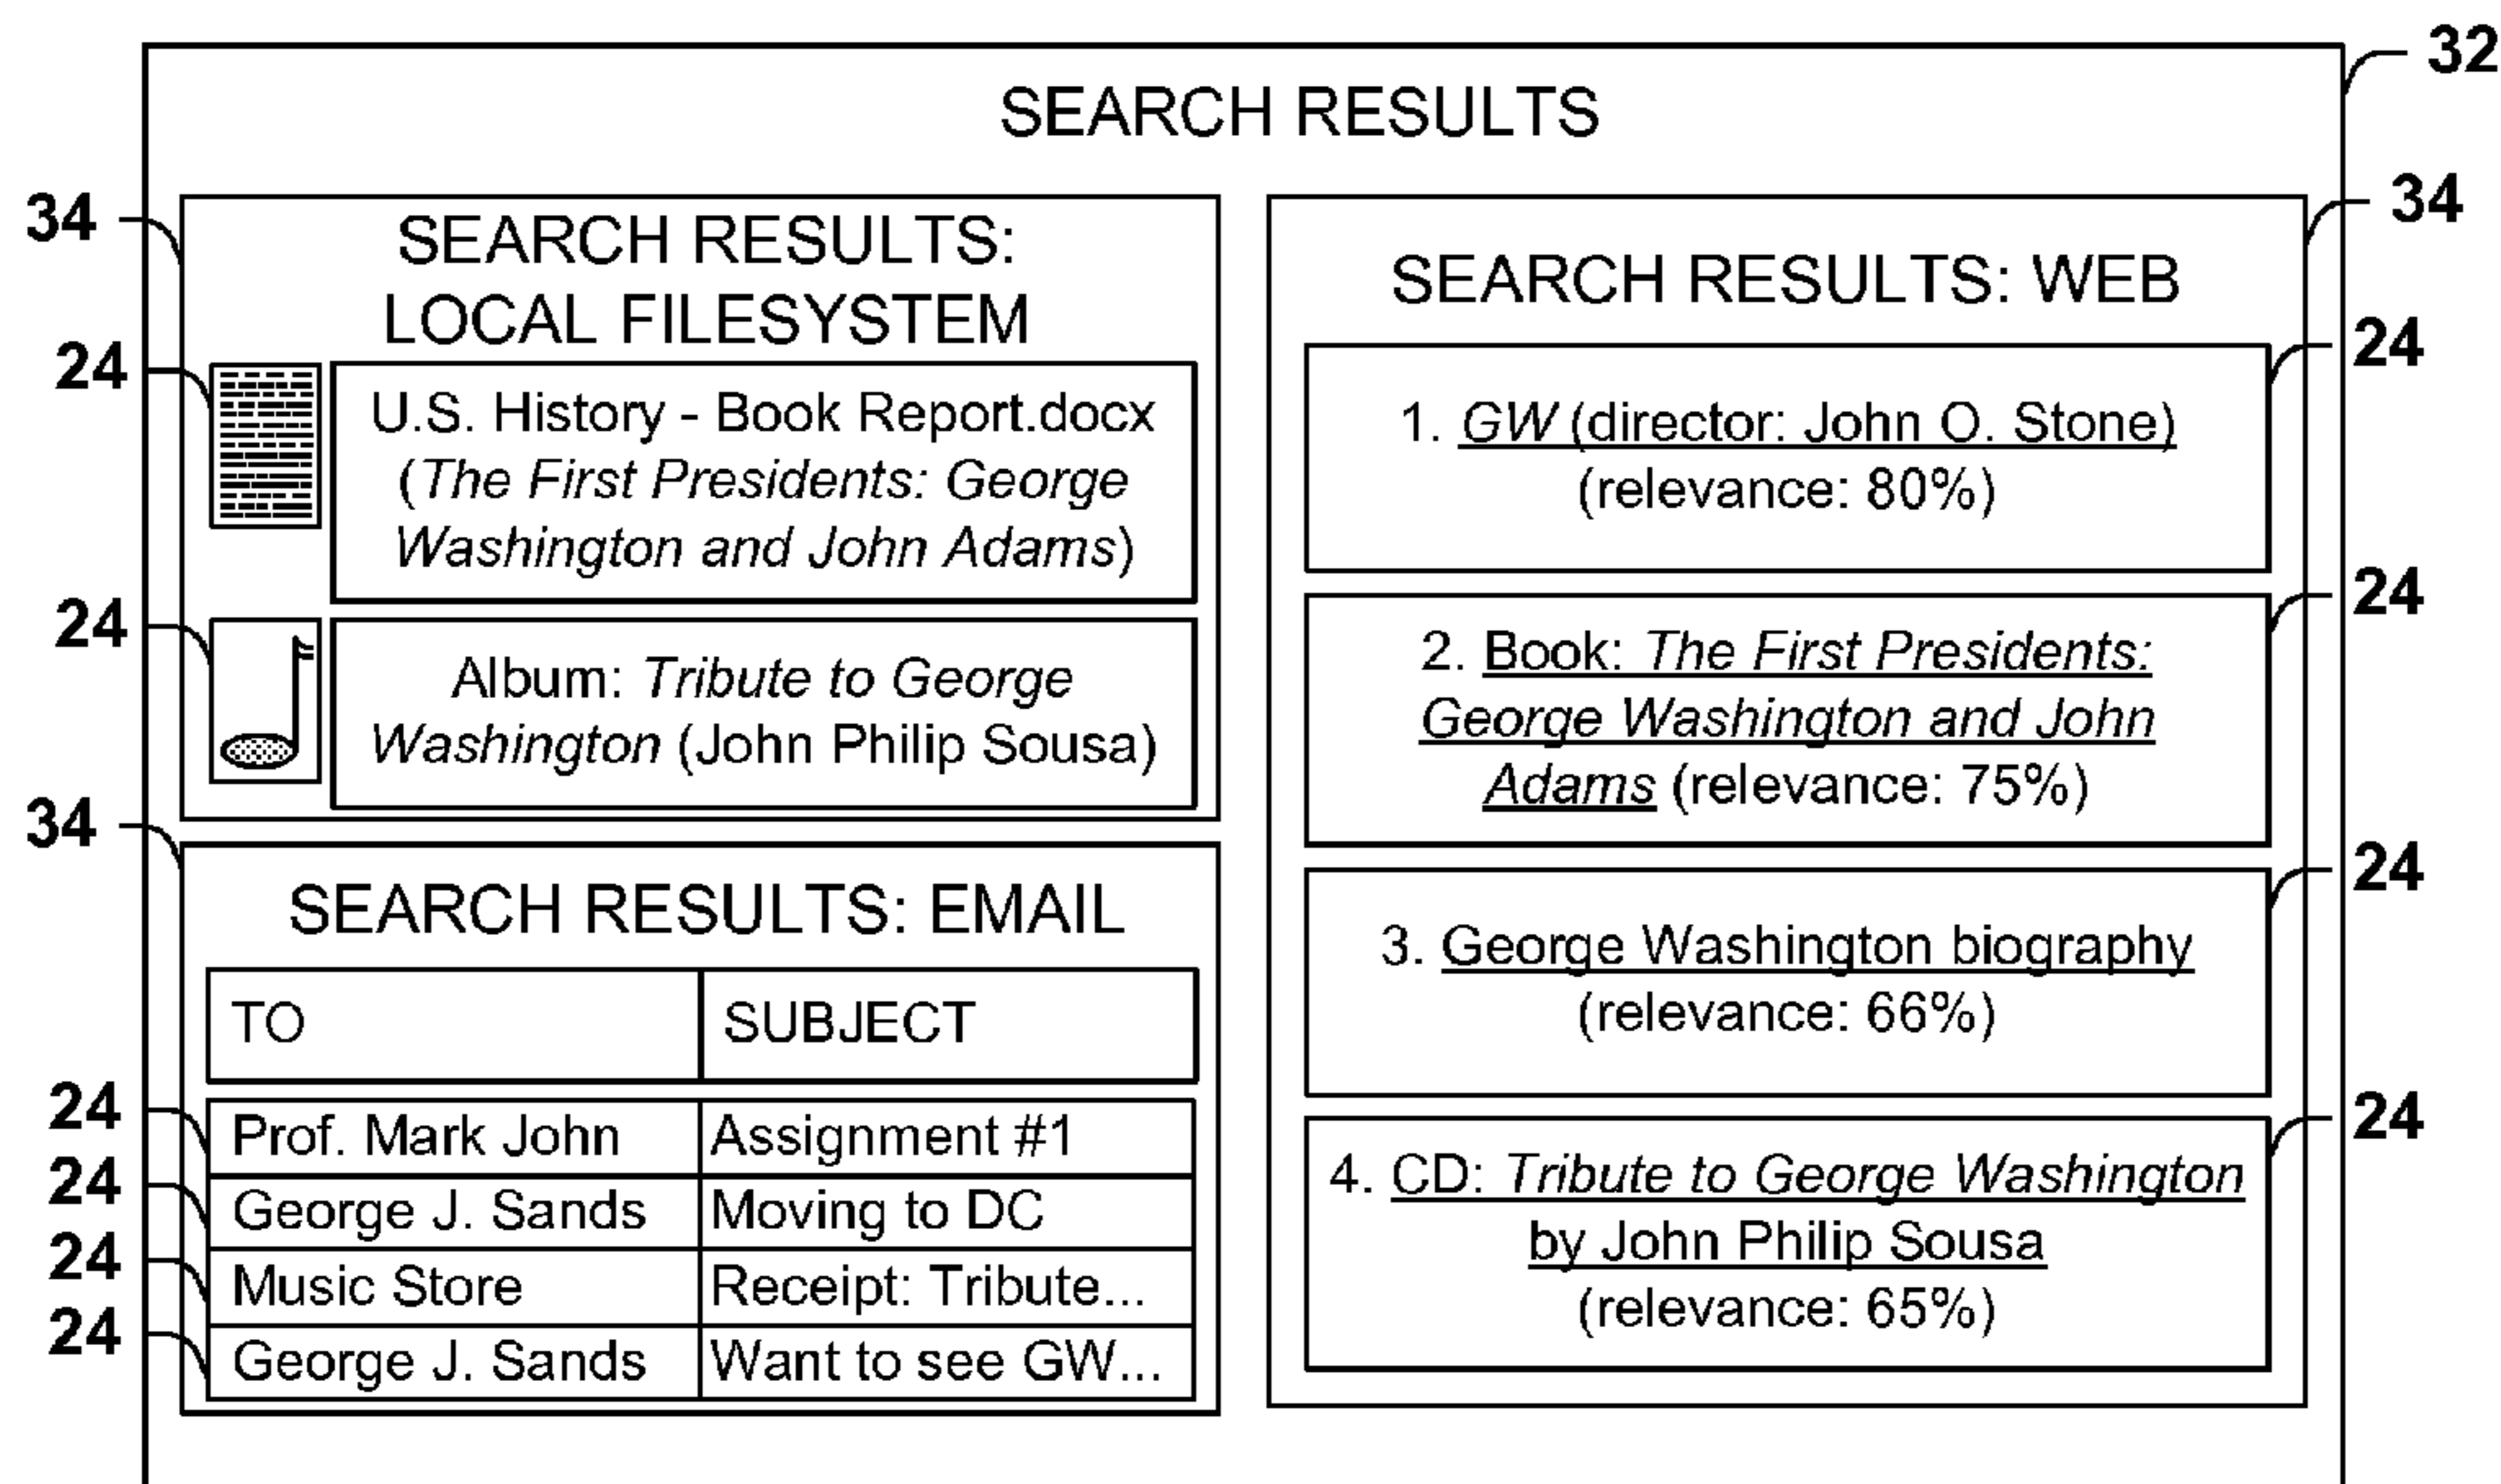 32
SEARCH RESULTS
34
SEARCH RESULTS:
LOCAL FILESYSTEM
24
U.S. History - Book Report.docx
(The First Presidents: George
Washington and John Adams)
24
Album: Tribute to George
Washington (John Philip Sousa)
34
SEARCH RESULTS: EMAIL
TO SUBJECT
24 Prof. Mark John Assignment #1
24 George J. Sands Moving to DC
24 Music Store Receipt: Tribute...
24 George J. Sands Want to see GW...
34
SEARCH RESULTS: WEB
24
1. GW (director: John O. Stone)
(relevance: 80%)
24
2. Book: The First Presidents:
George Washington and John
Adams (relevance: 75%)
24
3. George Washington biography
(relevance: 66%)
24
4. CD: Tribute to George Washington
by John Philip Sousa
(relevance: 65%)